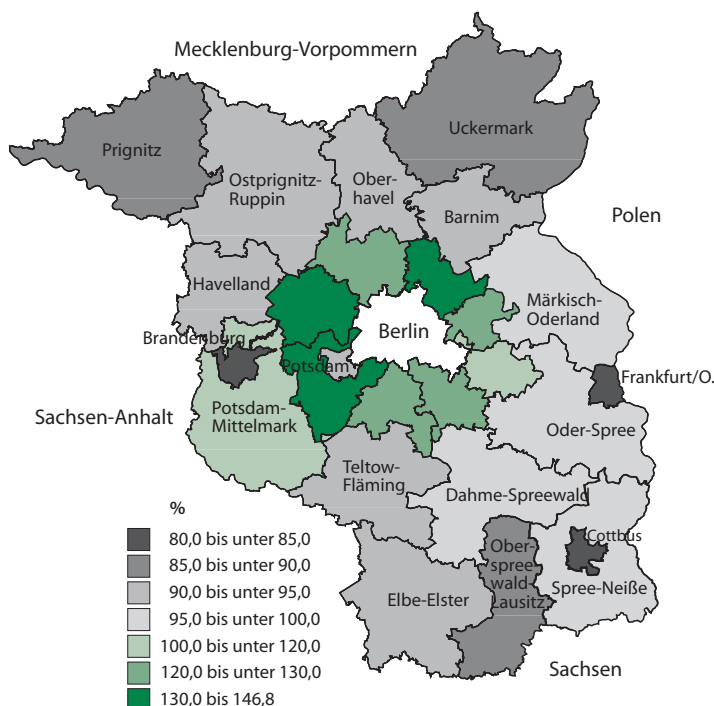 Mecklenburg-Vorpommern
Uckermark
Prignitz
Ostprignitz-
Ruppin
Ober-
havel
Barnim
Polen
Havelland
Märkisch-
Oderland
Berlin
Brandenburg
Potsdam
Frankfurt/O.
Sachsen-Anhalt
Potsdam-
Mittelmark
Oder-Spree
Teltow-
Fläming
Dahme-Spreewald
Cottbus
Ober-
spree
wald-
Lausitz
Spree-Neiße
Elbe-Elster
Sachsen
%
80,0 bis unter 85,0
85,0 bis unter 90,0
90,0 bis unter 95,0
95,0 bis unter 100,0
100,0 bis unter 120,0
120,0 bis unter 130,0
130,0 bis 146,8